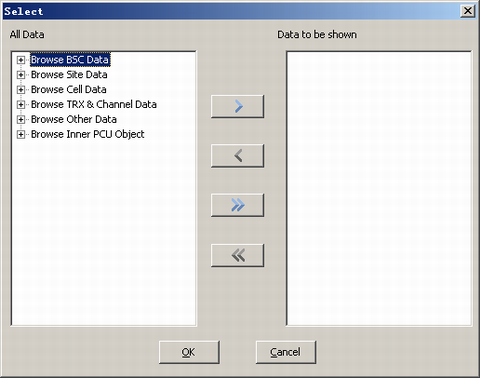 Select
All Data
Data to be shown
Browse BSC Data
Browse Site Data
Browse Cell Data
Browse TRX & Channel Data
Browse Other Data
Browse Inner PCU Object
OK
Cancel